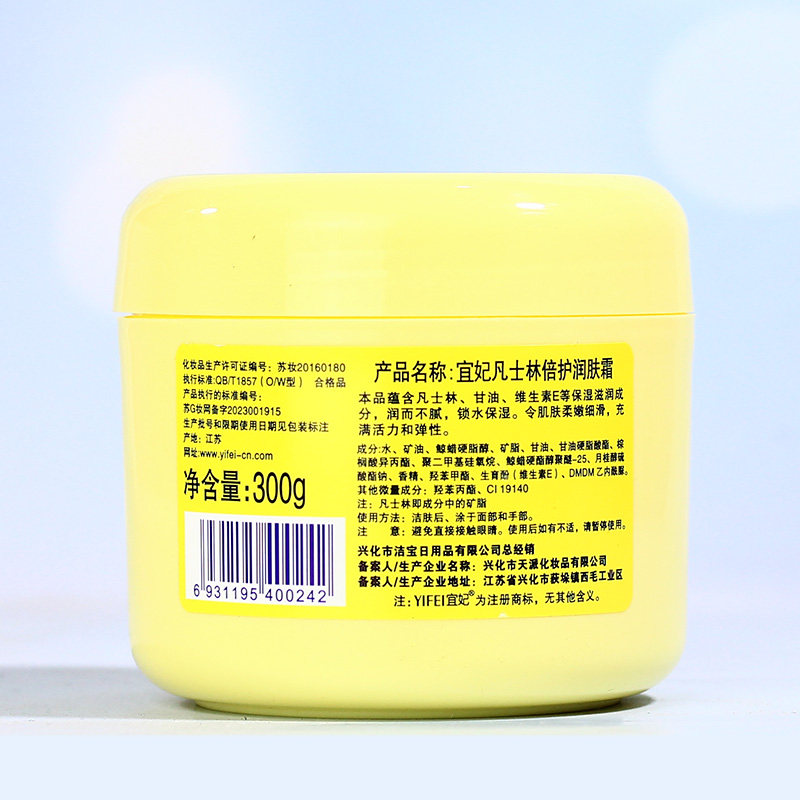 化妆品生产许可证编号：苏妆20160180
执行标准:QB/T1857（O/W型） 合格品
产品执行的标准编号：
苏G妆网备字2023001915
生产批号和限期使用日期见包装标注
产地：江苏
网址:www.yifei-cn.com
净含量:300g
6 931195 400242
产品名称：宜妃凡士林倍护润肤霜
本品蕴含凡士林、甘油、维生素E等保湿滋润成
分，润而不腻，锁水保湿。令肌肤柔嫩细滑，充
满活力和弹性。
成分:水、矿油、鲸蜡硬脂醇、矿脂、甘油、甘油硬脂酸酯、棕
榈酸异丙酯、聚二甲基硅氧烷、鲸蜡硬脂醇聚醚-25、月桂醇硫
酸酯钠、香精、羟苯甲酯、生育酚（维生素E）、DMDM乙内酰脲。
其他微量成分：羟苯丙酯、CI 19140
注：凡士林即成分中的矿脂
使用方法：洁肤后、涂于面部和手部。
注 意：避免直接接触眼睛。使用后如有不适，请暂停使用。
兴化市洁宝日用品有限公司总经销
备案人/生产企业名称：兴化市天派化妆品有限公司
备案人/生产企业地址：江苏省兴化市荻垛镇西毛工业区
注：YIFEI宜妃®为注册商标，无其他含义。